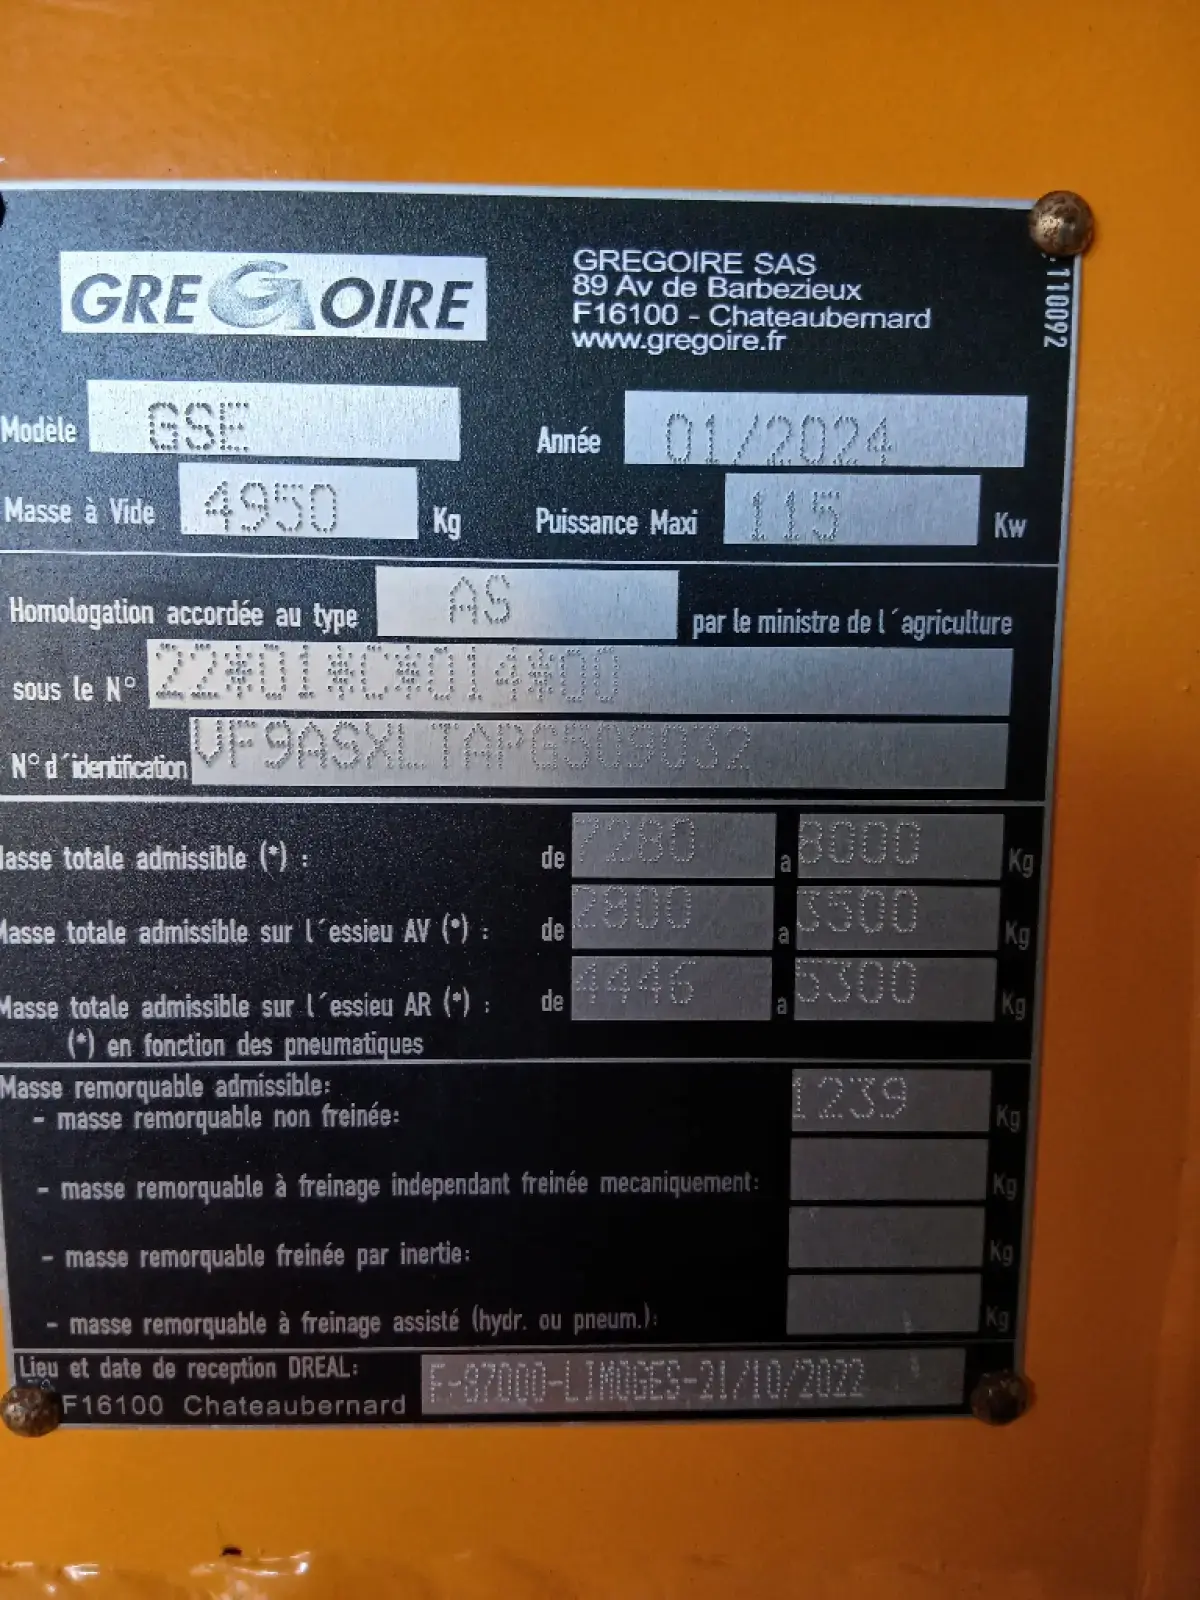 GREGOIRE
GREGOIRE SAS
89 Av de Barbezieux
F16100 - Chateaubernard
www.gregoire.fr
110092
Modèle GSE Année 01/2024
Masse à Vide 4950 Kg Puissance Maxi 115 Kw
Homologation accordée au type AS par le ministre de l´agriculture
sous le N° 22*01*C*014*00
N° d´identification VF9ASXLTAPG509032
Masse totale admissible (*) : de 7280 a 8000 Kg
Masse totale admissible sur l´essieu AV (*) : de 2800 a 3500 Kg
Masse totale admissible sur l´essieu AR (*) : de 4446 a 5300 Kg
(*) en fonction des pneumatiques
Masse remorquable admissible:
- masse remorquable non freinée: 1239 Kg
- masse remorquable à freinage independant freinée mecaniquement: Kg
- masse remorquable freinée par inertie: Kg
- masse remorquable à freinage assisté (hydr. ou pneum.): Kg
Lieu et date de reception DREAL: F-87000-LIMOGES-21/10/2022
F16100 Chateaubernard